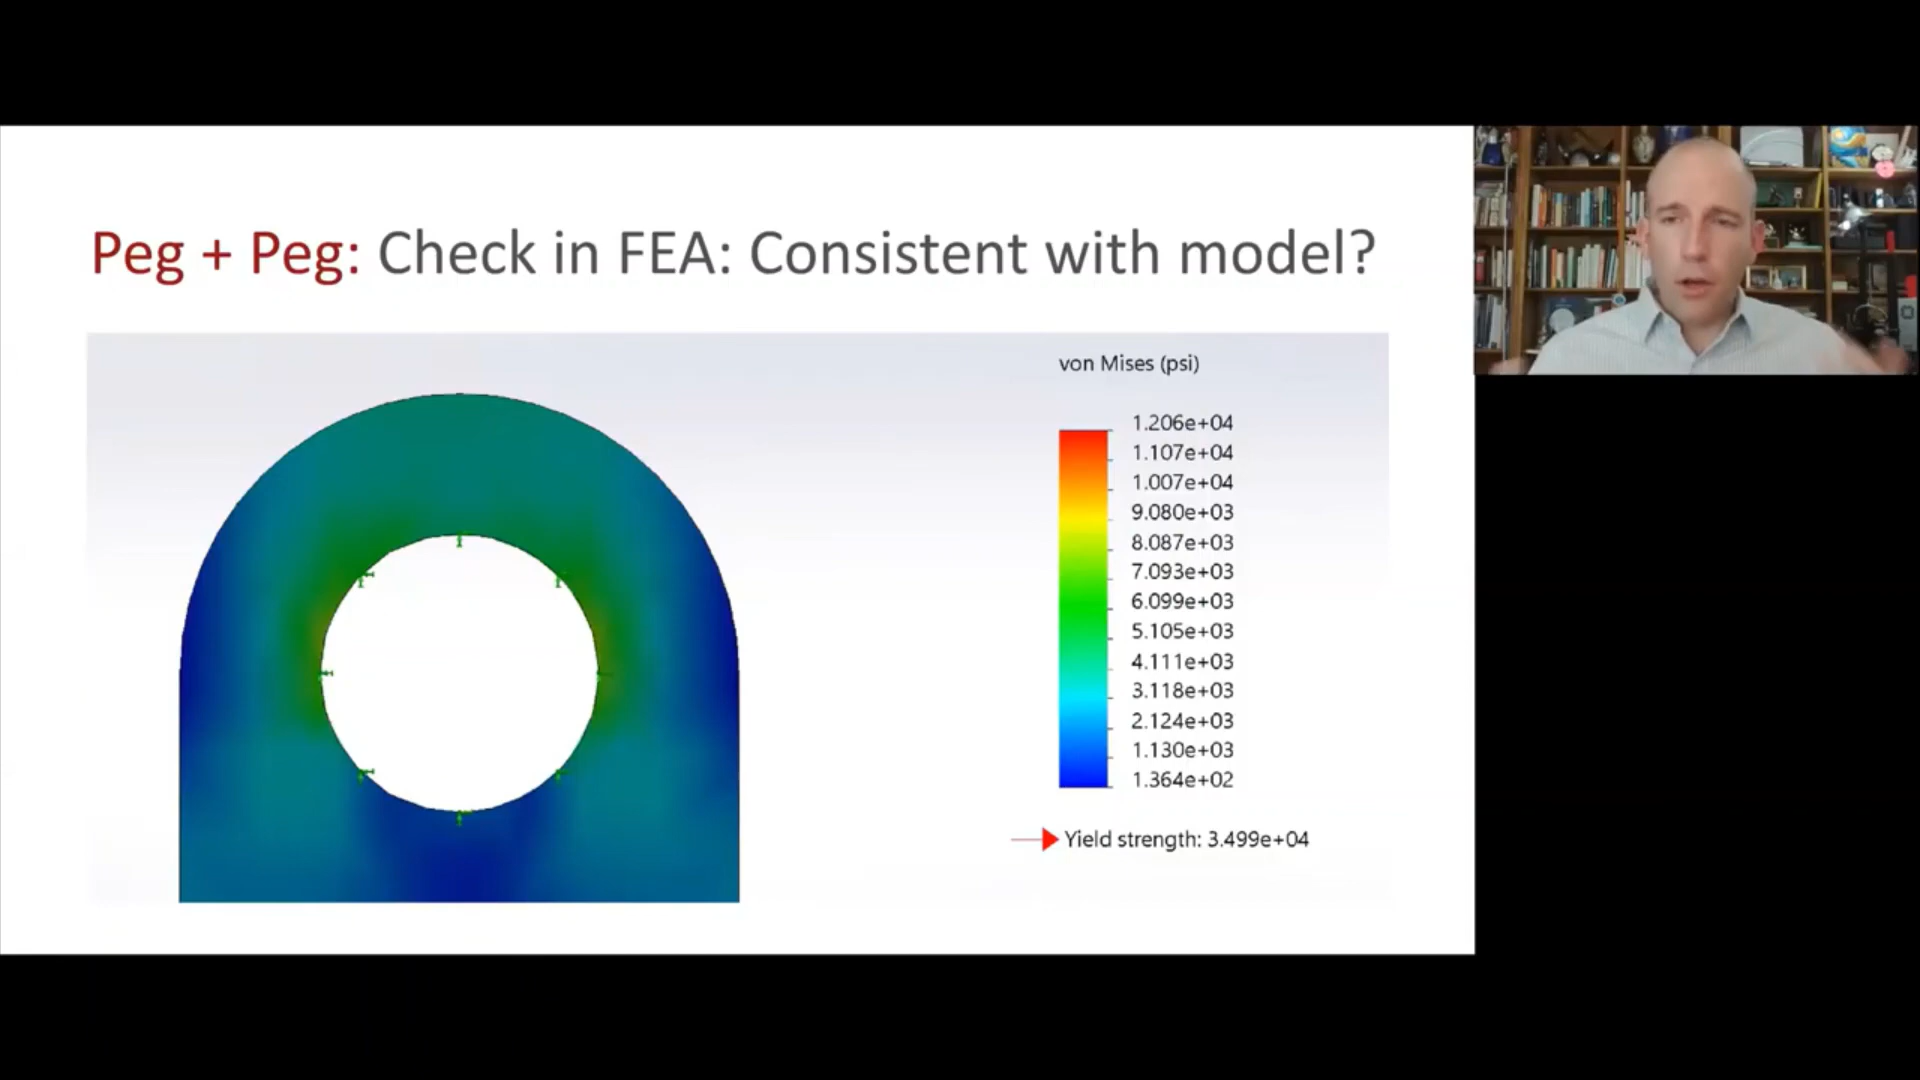 Peg + Peg: Check in FEA: Consistent with model?
von Mises (psi)
1.206e+04
1.107e+04
1.007e+04
9.080e+03
8.087e+03
7.093e+03
6.099e+03
5.105e+03
4.111e+03
3.118e+03
2.124e+03
1.130e+03
1.364e+02
Yield strength: 3.499e+04